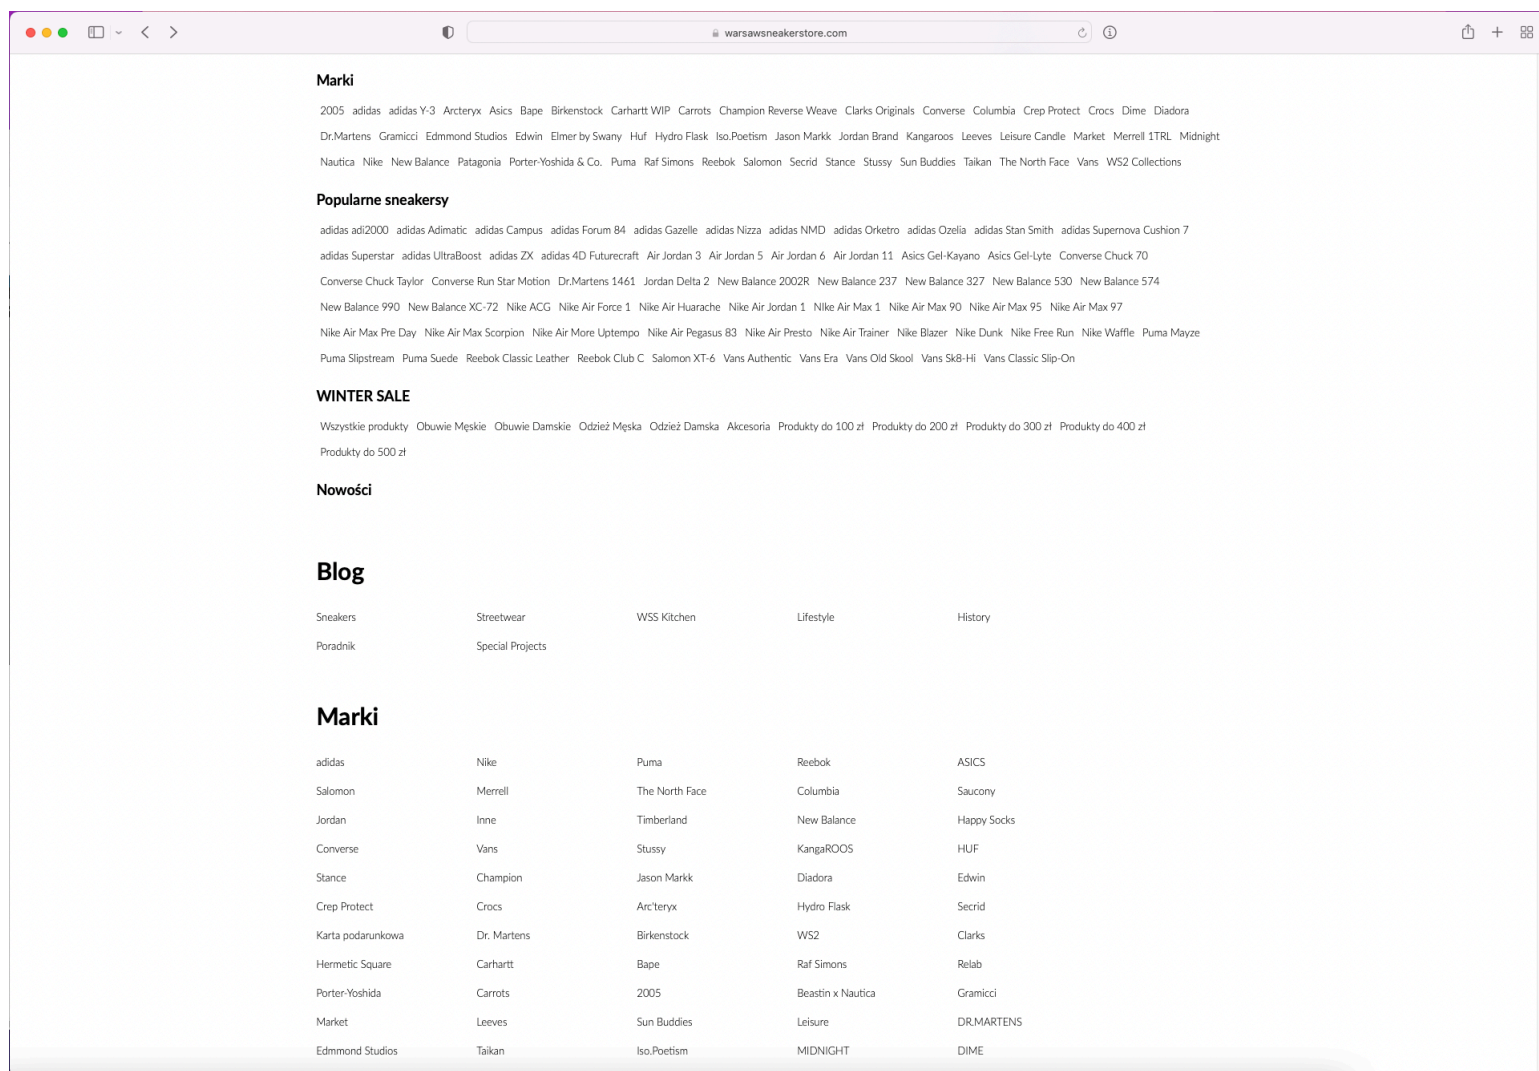 warsawsneakerstore.com
Marki
2005 adidas adidas Y-3 Arcteryx Asics Bape Birkenstock Carhartt WIP Carrots Champion Reverse Weave Clarks Originals Converse Columbia Crep Protect Crocs Dime Diadora
Dr.Martens Gramicci Edmmond Studios Edwin Elmer by Swany Huf Hydro Flask Iso.Poetism Jason Markk Jordan Brand Kangaroos Leeves Leisure Candle Market Merrell 1TRL Midnight
Nautica Nike New Balance Patagonia Porter-Yoshida & Co. Puma Raf Simons Reebok Salomon Secrid Stance Stussy Sun Buddies Taikan The North Face Vans WS2 Collections
Popularne sneakersy
adidas adi2000 adidas Adimatic adidas Campus adidas Forum 84 adidas Gazelle adidas Nizza adidas NMD adidas Orketro adidas Ozelia adidas Stan Smith adidas Supernova Cushion 7
adidas Superstar adidas UltraBoost adidas ZX adidas 4D Futurecraft Air Jordan 3 Air Jordan 5 Air Jordan 6 Air Jordan 11 Asics Gel-Kayano Asics Gel-Lyte Converse Chuck 70
Converse Chuck Taylor Converse Run Star Motion Dr.Martens 1461 Jordan Delta 2 New Balance 2002R New Balance 237 New Balance 327 New Balance 530 New Balance 574
New Balance 990 New Balance XC-72 Nike ACG Nike Air Force 1 Nike Air Huarache Nike Air Jordan 1 NIke Air Max 1 Nike Air Max 90 Nike Air Max 95 Nike Air Max 97
Nike Air Max Pre Day Nike Air Max Scorpion Nike Air More Uptempo Nike Air Pegasus 83 Nike Air Presto Nike Air Trainer Nike Blazer Nike Dunk Nike Free Run Nike Waffle Puma Mayze
Puma Slipstream Puma Suede Reebok Classic Leather Reebok Club C Salomon XT-6 Vans Authentic Vans Era Vans Old Skool Vans Sk8-Hi Vans Classic Slip-On
WINTER SALE
Wszystkie produkty Obuwie Męskie Obuwie Damskie Odzież Męska Odzież Damska Akcesoria Produkty do 100 zł Produkty do 200 zł Produkty do 300 zł Produkty do 400 zł
Produkty do 500 zł
Nowości
Blog
Sneakers Streetwear WSS Kitchen Lifestyle History
Poradnik Special Projects
Marki
adidas Nike Puma Reebok ASICS
Salomon Merrell The North Face Columbia Saucony
Jordan Inne Timberland New Balance Happy Socks
Converse Vans Stussy KangaROOS HUF
Stance Champion Jason Markk Diadora Edwin
Crep Protect Crocs Arc'teryx Hydro Flask Secrid
Karta podarunkowa Dr. Martens Birkenstock WS2 Clarks
Hermetic Square Carhartt Bape Raf Simons Relab
Porter-Yoshida Carrots 2005 Beastin x Nautica Gramicci
Market Leeves Sun Buddies Leisure DR.MARTENS
Edmmond Studios Taikan Iso.Poetism MIDNIGHT DIME